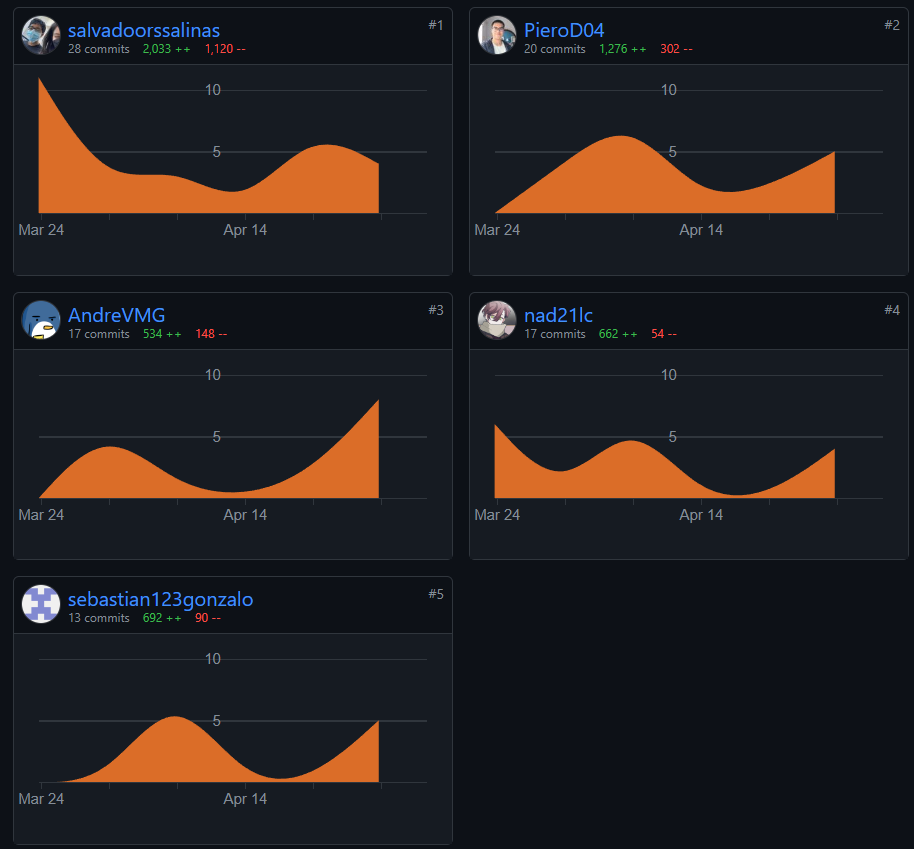 salvadoorssalinas #1
28 commits 2,033 ++ 1,120 --
10
5
Mar 24 Apr 14
PieroD04 #2
20 commits 1,276 ++ 302 --
10
5
Mar 24 Apr 14
AndreVMG #3
17 commits 534 ++ 148 --
10
5
Mar 24 Apr 14
nad21lc #4
17 commits 662 ++ 54 --
10
5
Mar 24 Apr 14
sebastian123gonzalo #5
13 commits 692 ++ 90 --
10
5
Mar 24 Apr 14